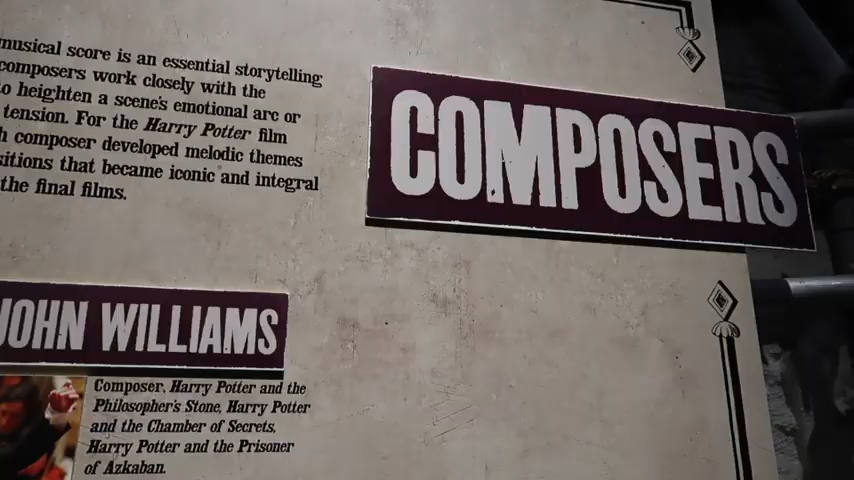 musical score is an essential storytelling
composers work closely with the
to heighten a scene's emotional arc or
tension. For the Harry Potter film
composer developed melodic themes
that became iconic and integral
the final films.
COMPOSERS
JOHN WILLIAMS
Composer, Harry Potter and the
Philosopher's Stone, Harry Potter
and the Chamber of Secrets,
Harry Potter and the Prisoner
of Azkaban.